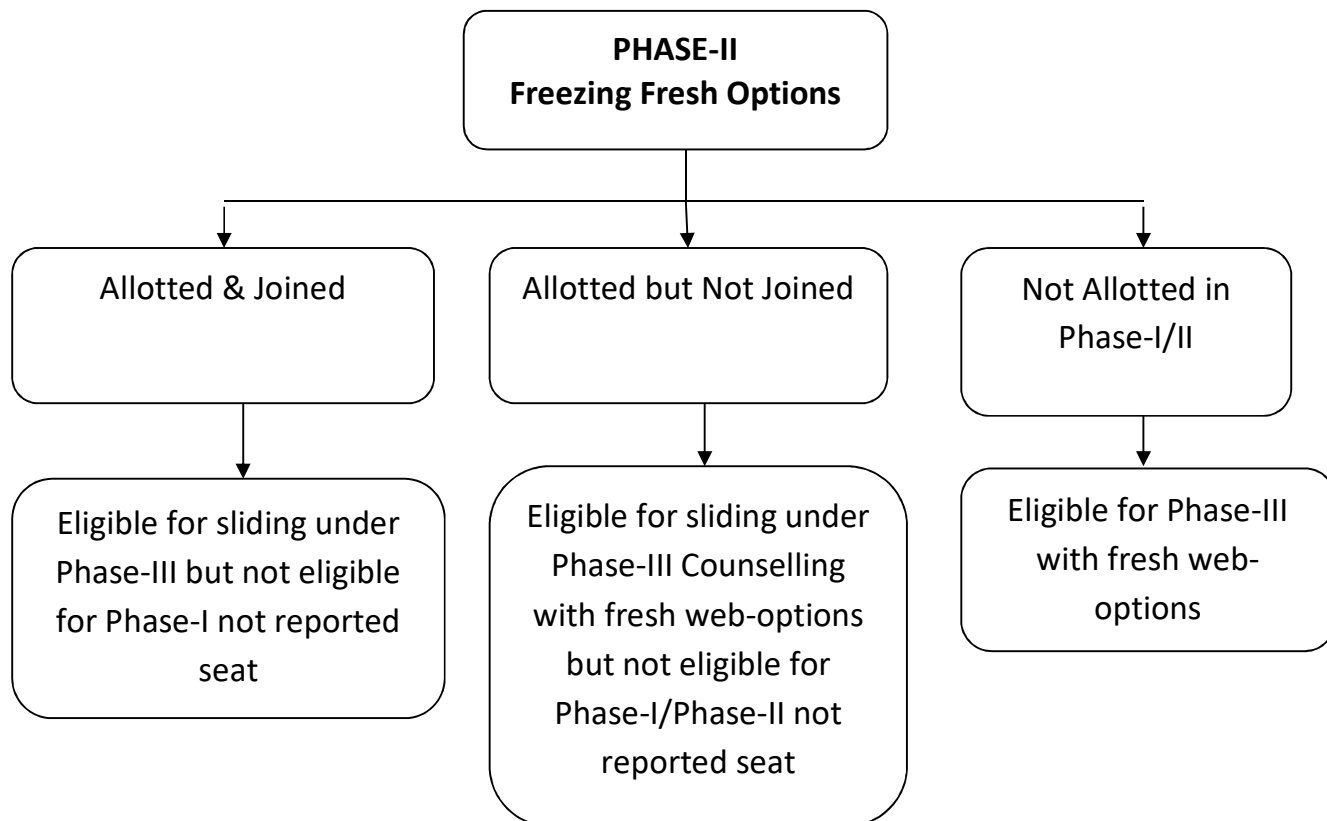 PHASE-II
Freezing Fresh Options
Allotted & Joined
Allotted but Not Joined
Not Allotted in
Phase-I/II
Eligible for sliding under
Phase-III but not eligible
for Phase-I not reported
seat
Eligible for sliding under
Phase-III Counselling
with fresh web-options
but not eligible for
Phase-I/Phase-II not
reported seat
Eligible for Phase-III
with fresh web-
options